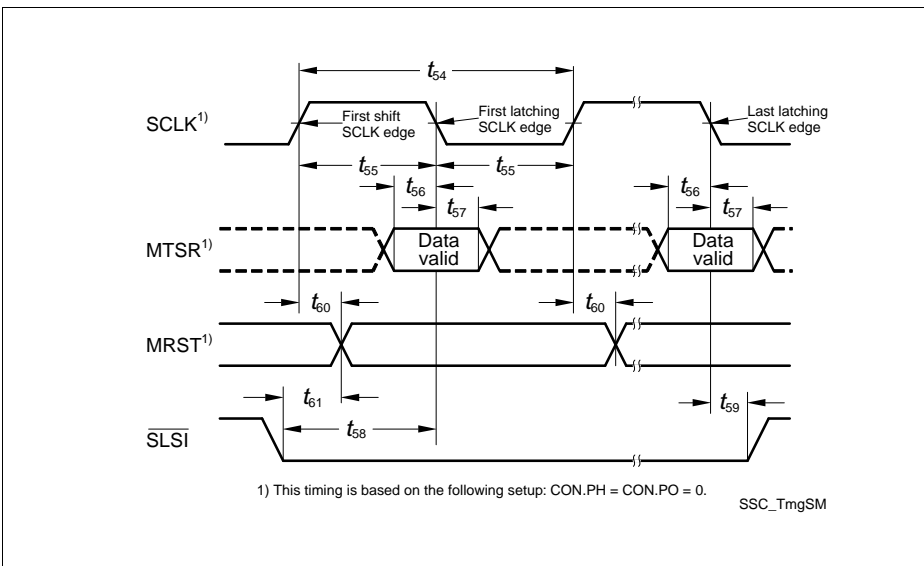 t54
SCLK1)
First shift
SCLK edge
First latching
SCLK edge
Last latching
SCLK edge
t55
t55
t56
t57
t56
t57
MTSR1)
Data
valid
Data
valid
t60
t60
MRST1)
t61
t59
t58
SLSI
1) This timing is based on the following setup: CON.PH = CON.PO = 0.
SSC_TmgSM